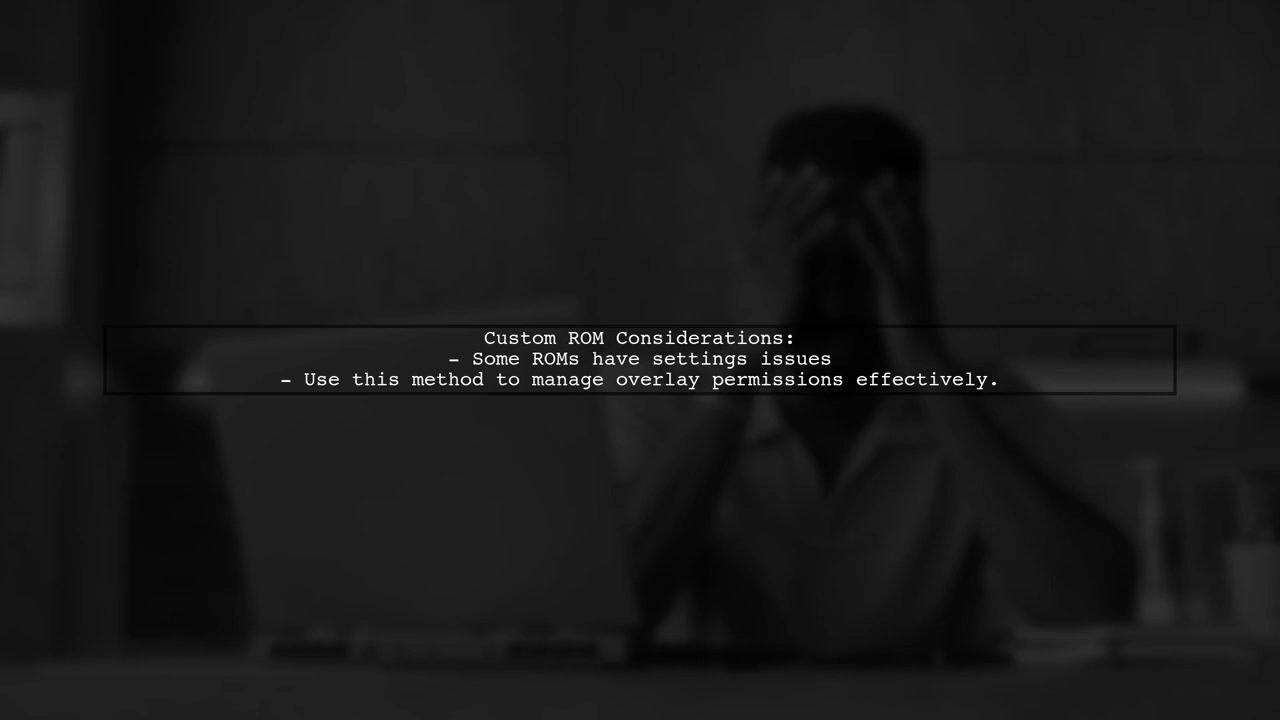 Custom ROM Considerations:
- Some ROMs have settings issues
- Use this method to manage overlay permissions effectively.